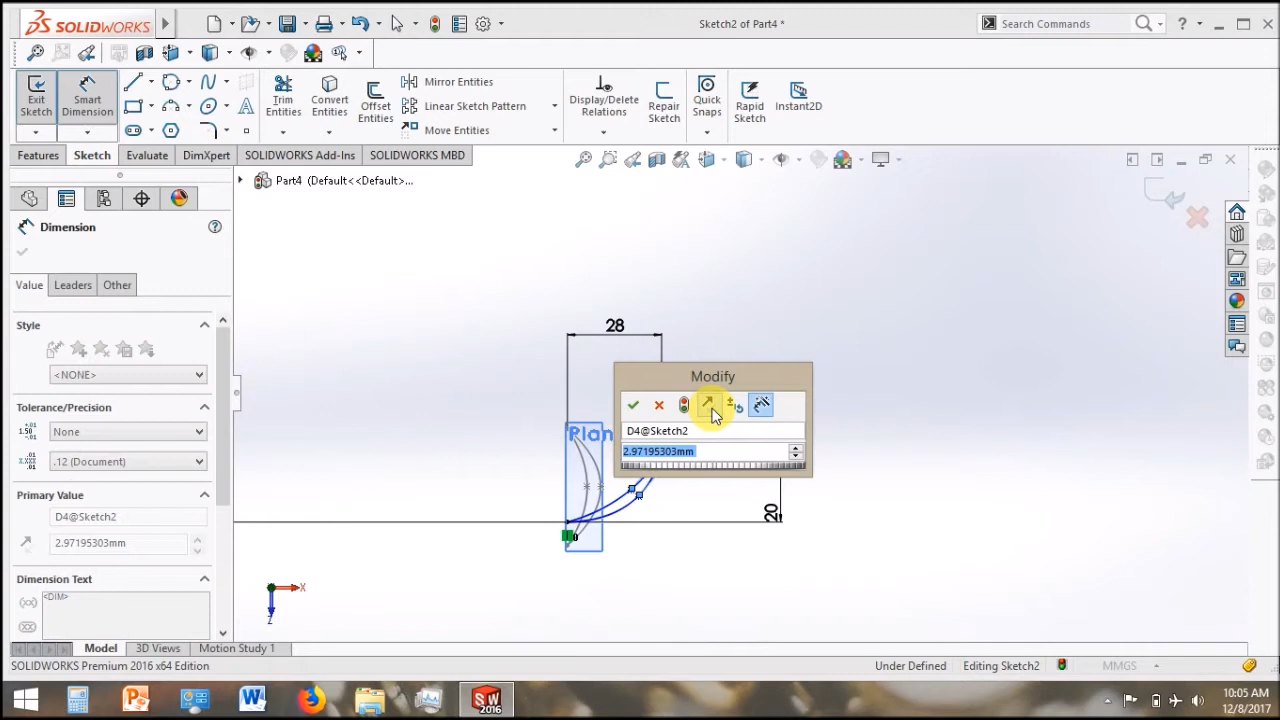 SOLIDWORKS
Sketch2 of Part4 *
Search Commands
Exit Sketch
Smart Dimension
Trim Entities
Convert Entities
Offset Entities
Mirror Entities
Linear Sketch Pattern
Move Entities
Display/Delete Relations
Repair Sketch
Quick Snaps
Rapid Sketch
Instant2D
Features Sketch Evaluate DimXpert SOLIDWORKS Add-Ins SOLIDWORKS MBD
Part4 (Default<<Default>...
Dimension
Value Leaders Other
Style
<NONE>
Tolerance/Precision
None
.12 (Document)
Primary Value
D4@Sketch2
2.97195303mm
Dimension Text
<DIM>
28
Modify
D4@Sketch2
2.97195303mm
Plan
20
X
Z
Model 3D Views Motion Study 1
SOLIDWORKS Premium 2016 x64 Edition
Under Defined Editing Sketch2 MMGS
SW
2016
10:05 AM
12/8/2017